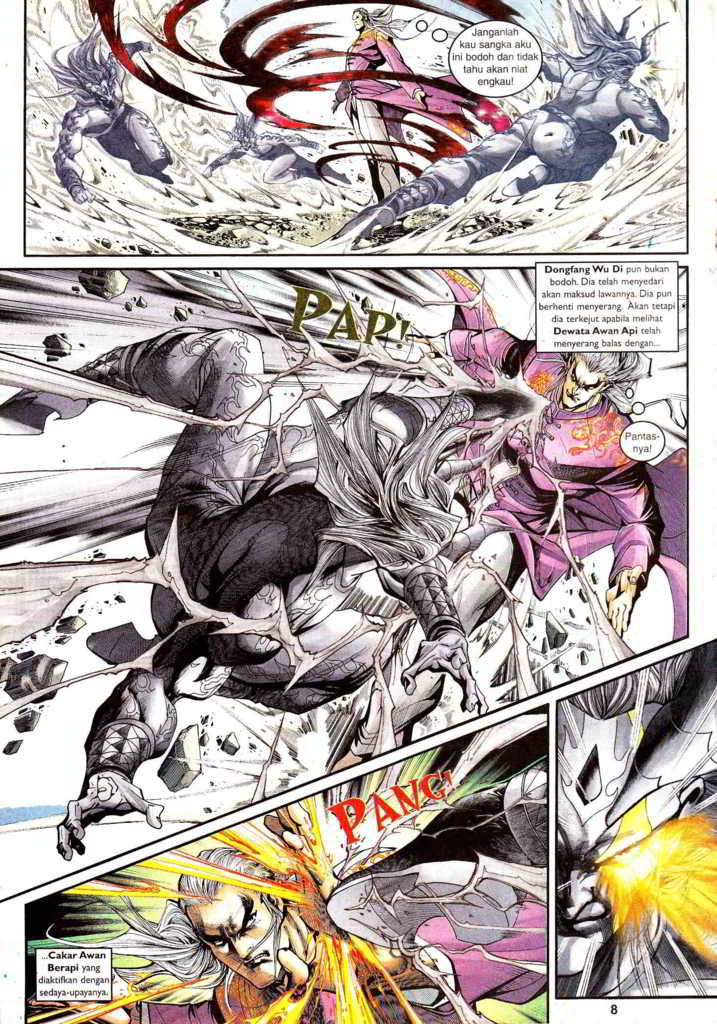 Janganlah
kau sangka aku
ini bodoh dan tidak
tahu akan niat
engkau!
Dongfang Wu Di pun bukan
bodoh. Dia telah menyedari
akan maksud lawannya. Dia pun
berhenti menyerang. Akan tetapi
dia terkejut apabila melihat
Dewata Awan Api telah
menyerang balas dengan...
PAP!
Pantas-
nya!
PANG!
...Cakar Awan
Berapi yang
diaktifkan dengan
sedaya-upayanya.
8